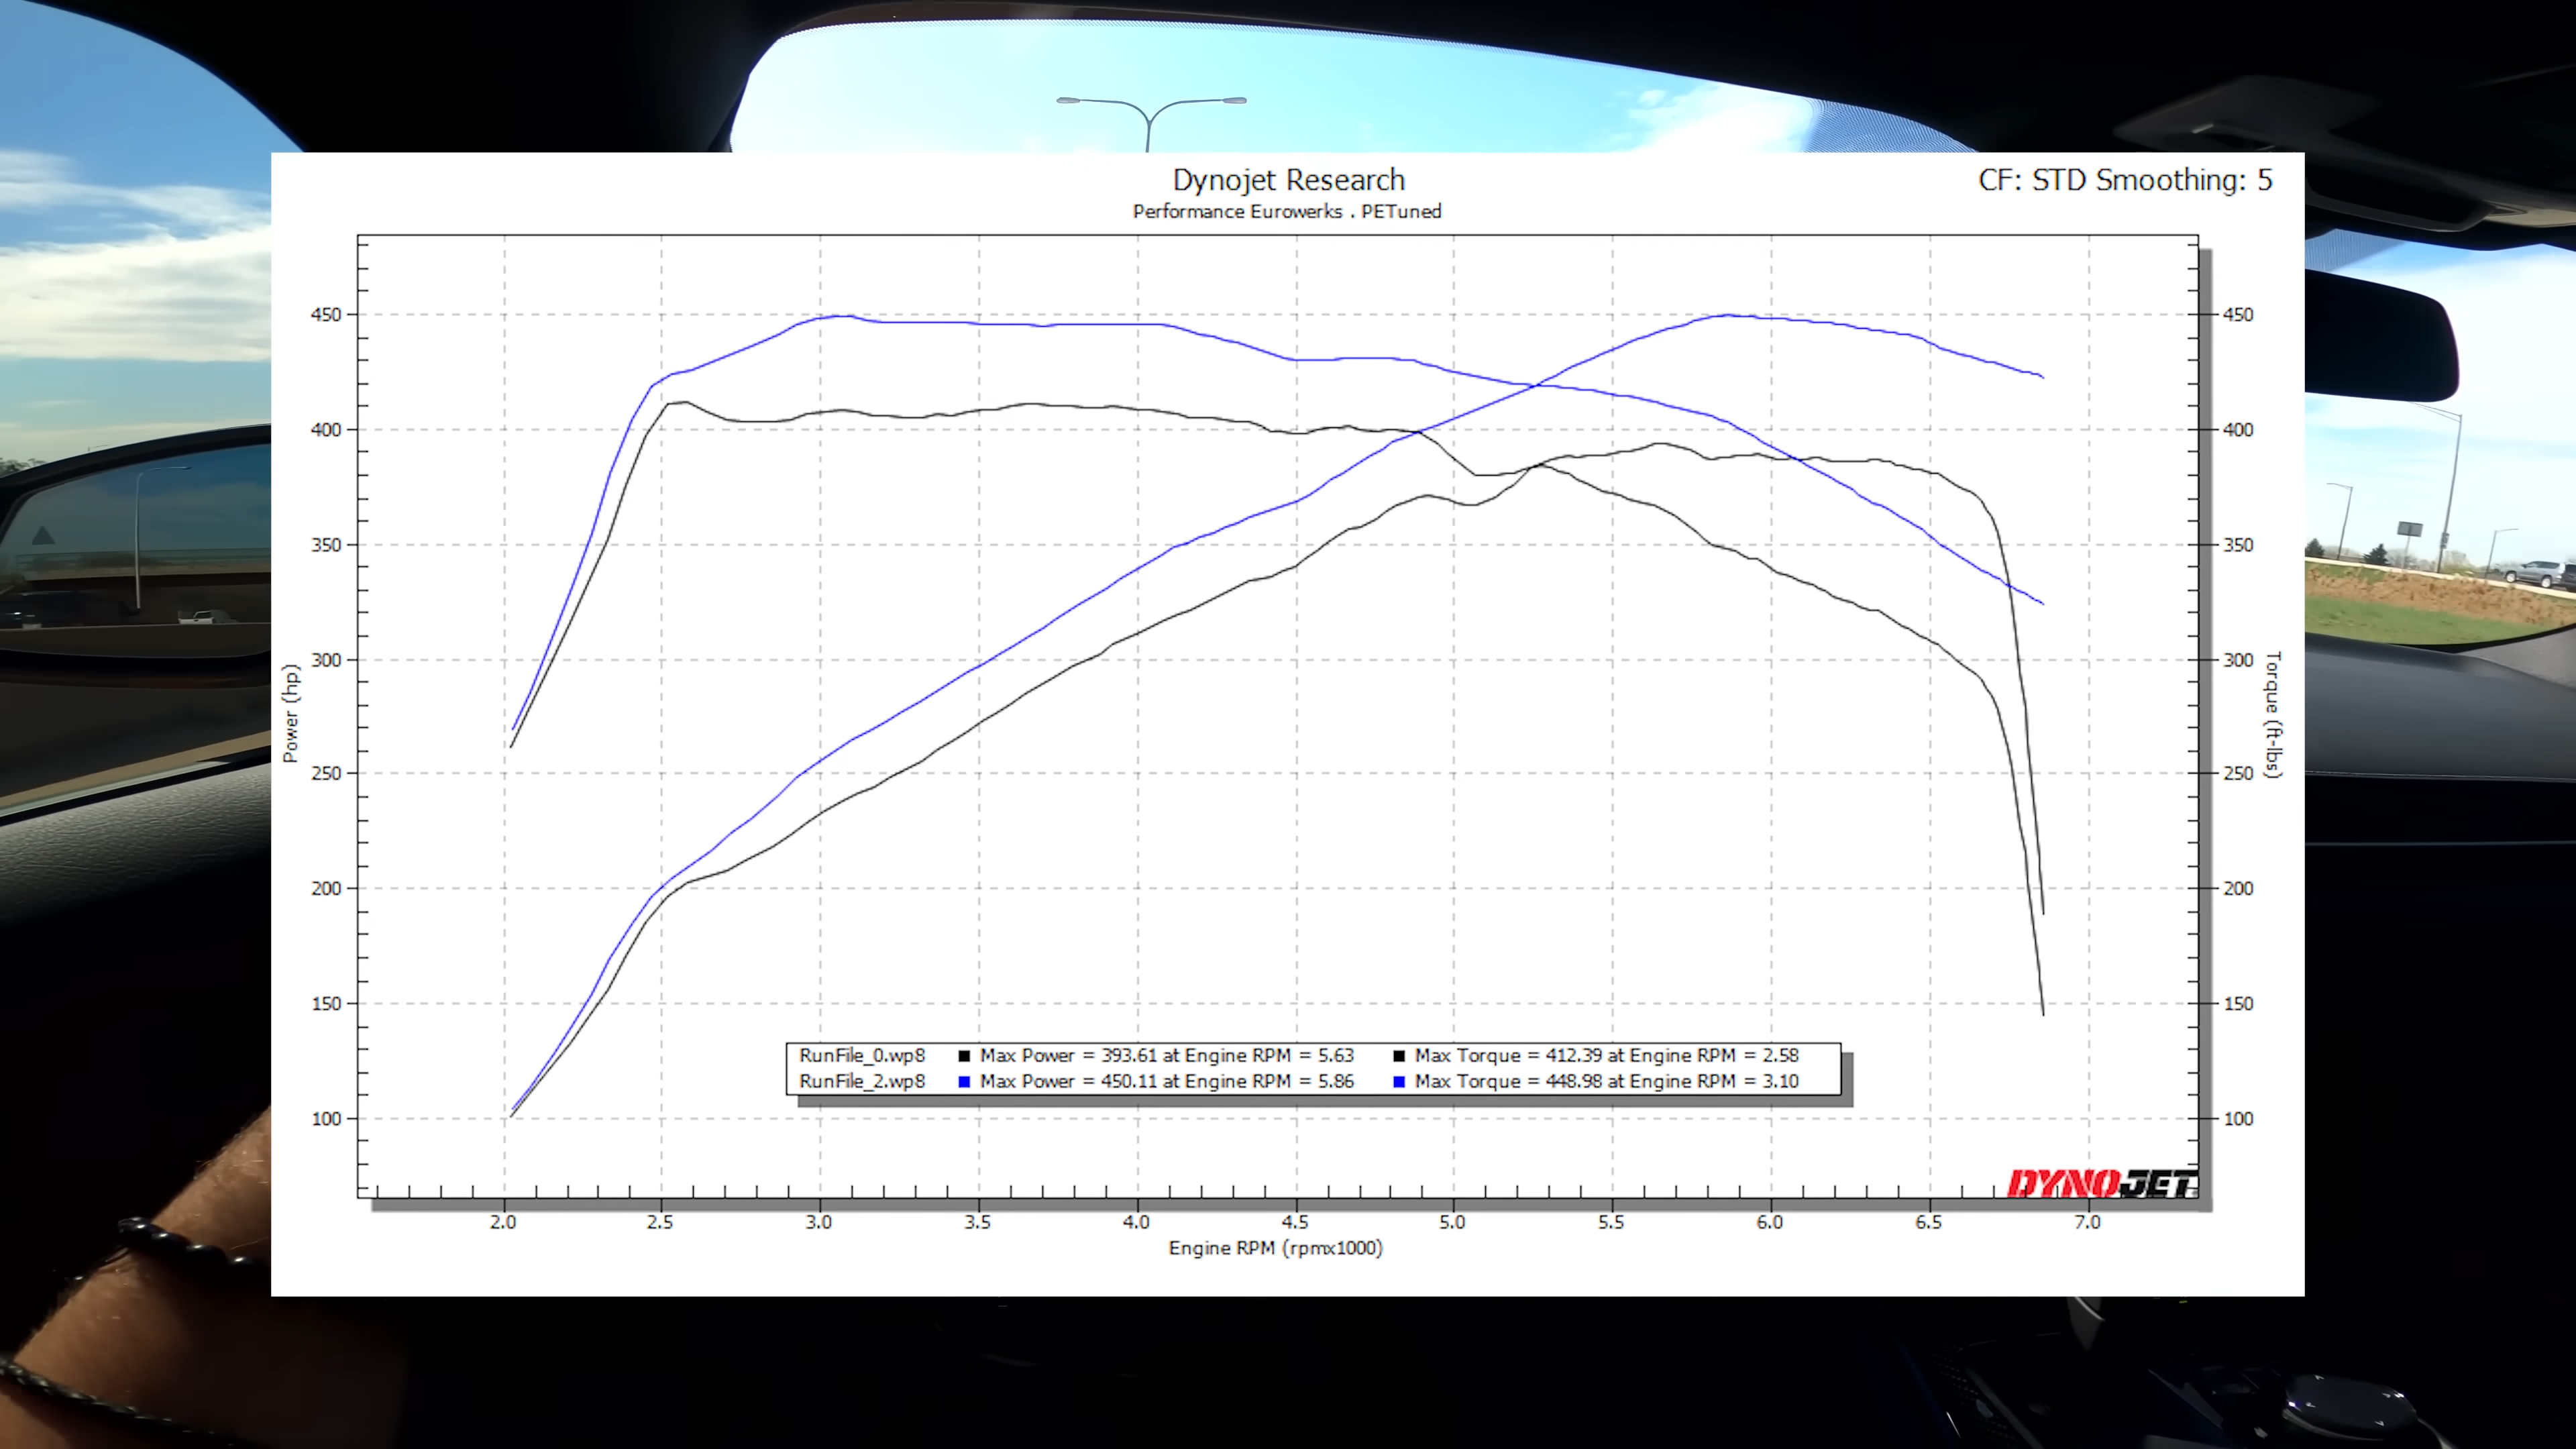 Dynojet Research
CF: STD Smoothing: 5
Performance Eurowerks . PETuned
450
400
350
300
250
200
150
100
Power (hp)
450
400
350
300
250
200
150
100
Torque (ft-lbs)
RunFile_0.wp8 Max Power = 393.61 at Engine RPM = 5.63 Max Torque = 412.39 at Engine RPM = 2.58
RunFile_2.wp8 Max Power = 450.11 at Engine RPM = 5.86 Max Torque = 448.98 at Engine RPM = 3.10
DYNOJET
2.0 2.5 3.0 3.5 4.0 4.5 5.0 5.5 6.0 6.5 7.0
Engine RPM (rpmx1000)